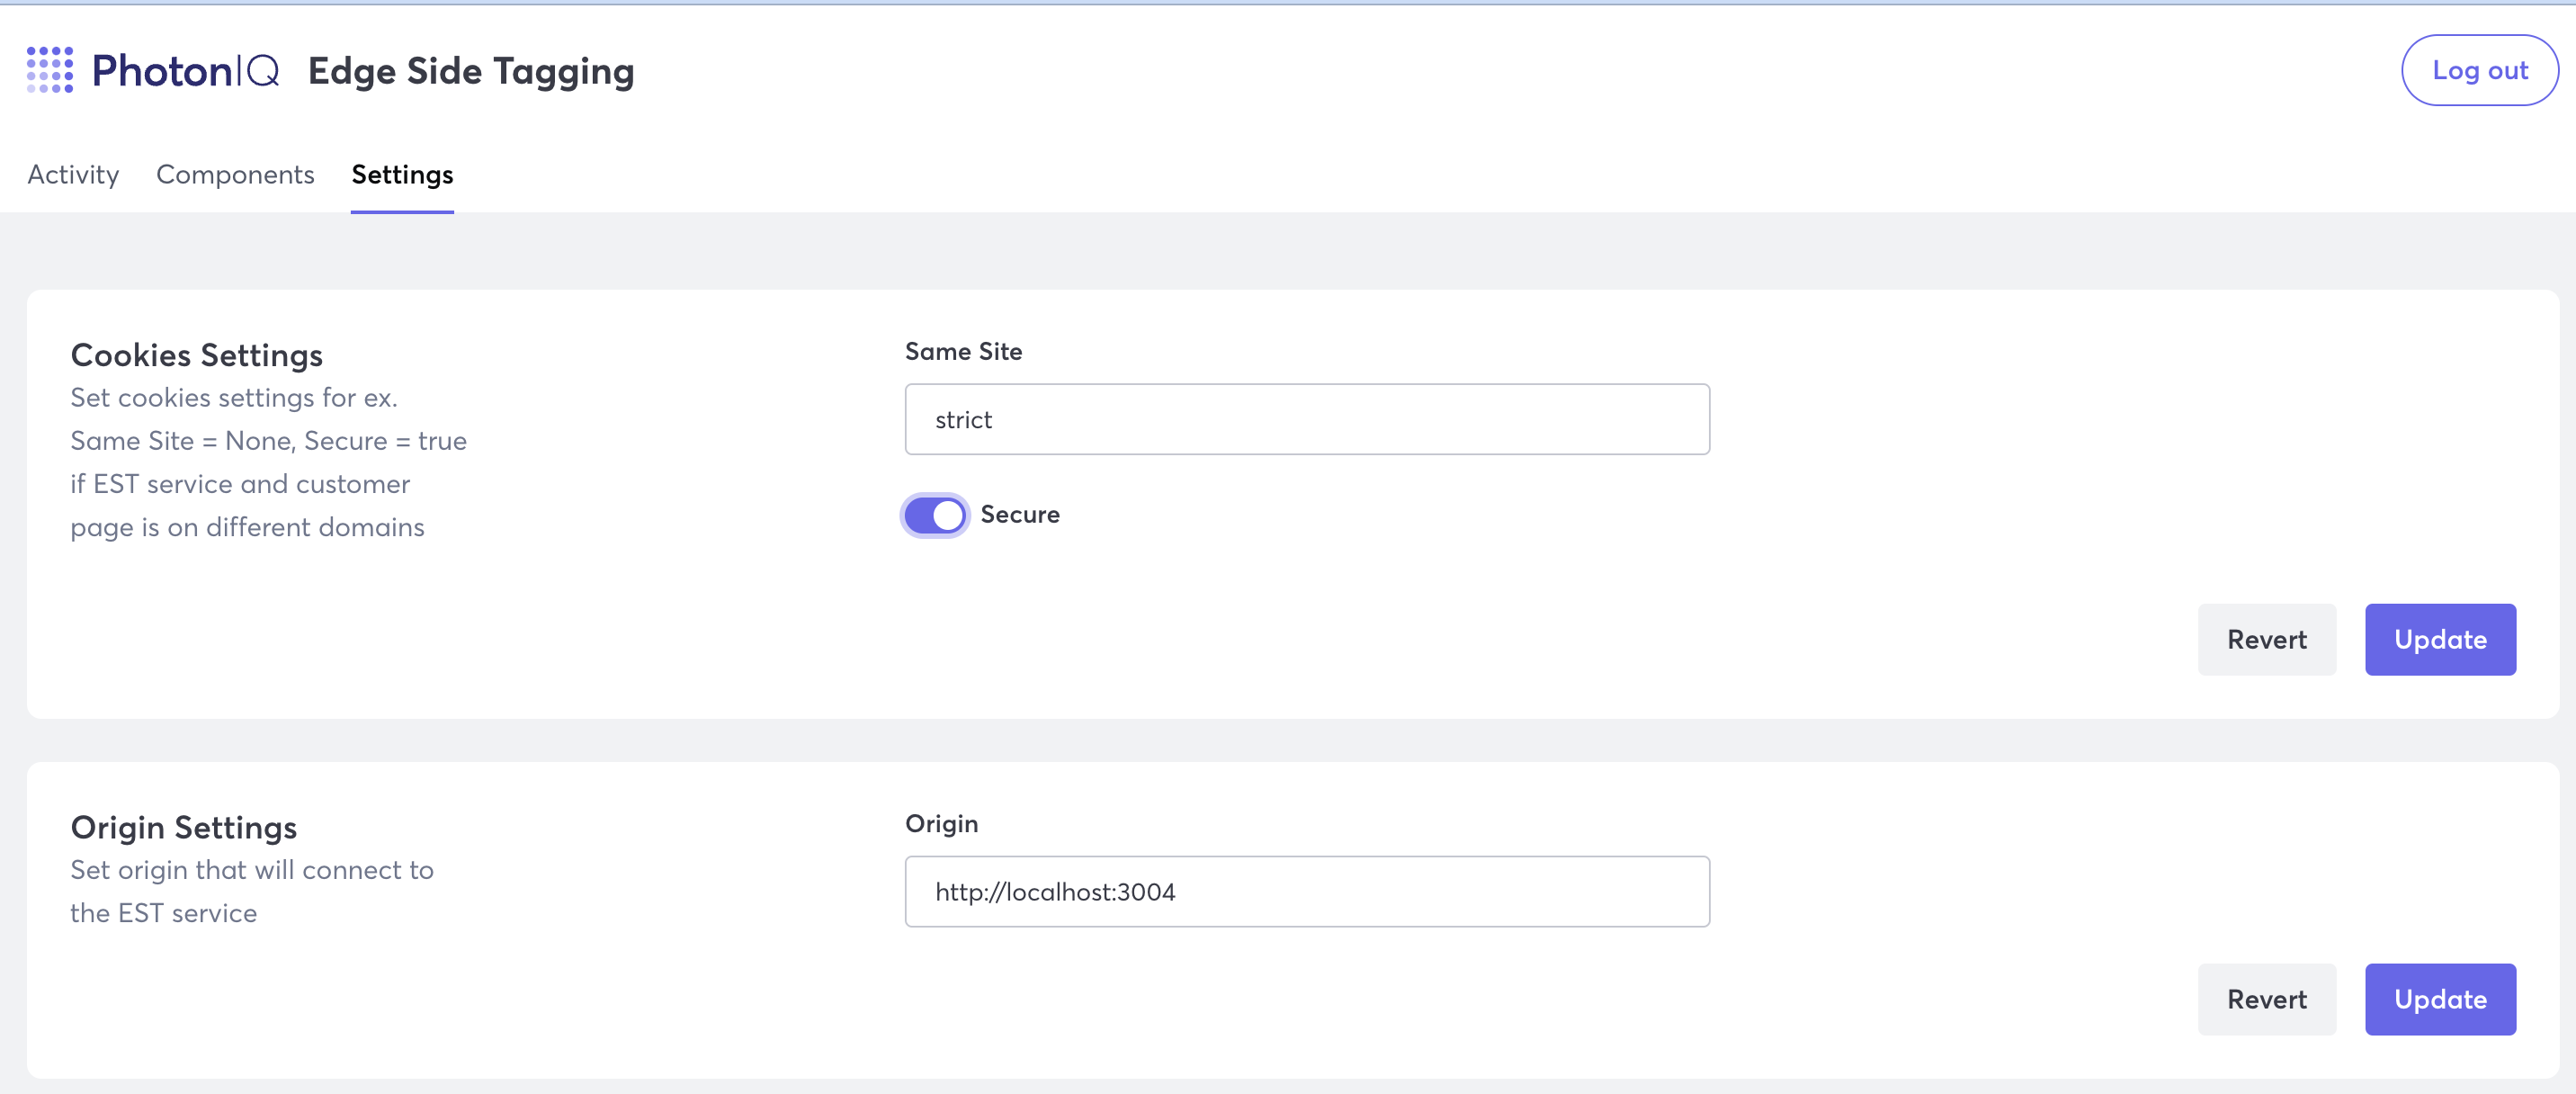 PhotonIQ Edge Side Tagging
Log out
Activity Components Settings
Cookies Settings
Set cookies settings for ex.
Same Site = None, Secure = true
if EST service and customer
page is on different domains
Same Site
strict
Secure
Revert Update
Origin Settings
Set origin that will connect to
the EST service
Origin
http://localhost:3004
Revert Update